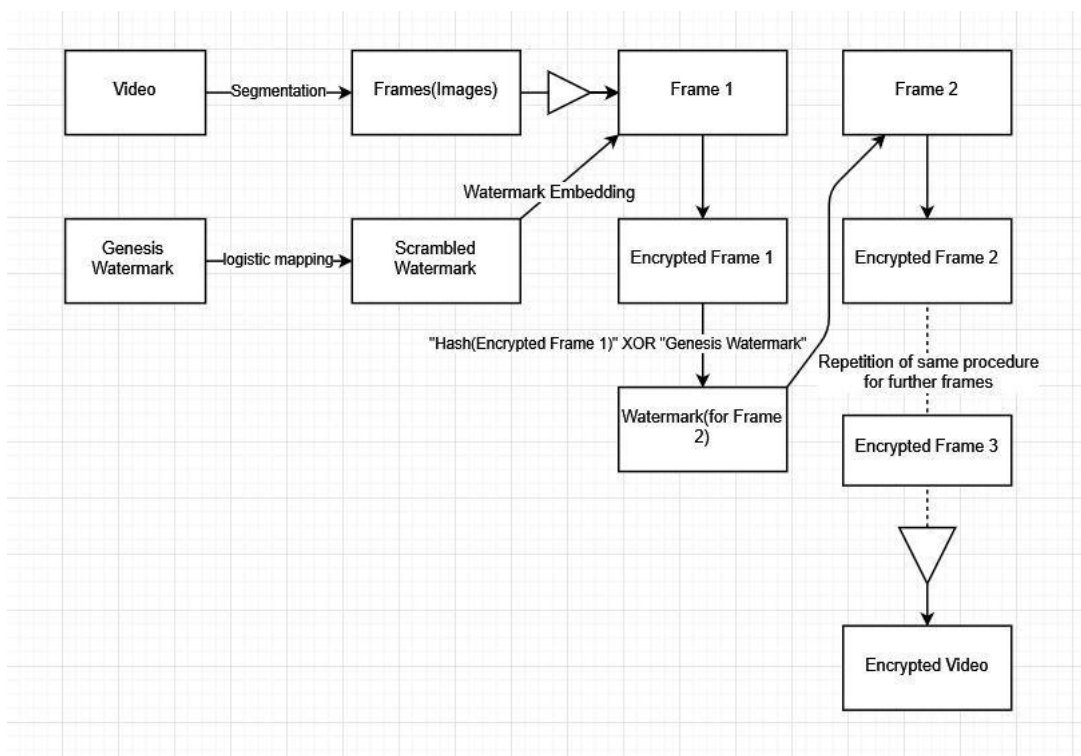 Video
Segmentation
Frames(Images)
Frame 1
Frame 2
Watermark Embedding
Genesis
Watermark
logistic mapping
Scrambled
Watermark
Encrypted Frame 1
Encrypted Frame 2
"Hash(Encrypted Frame 1)" XOR "Genesis Watermark"
Repetition of same procedure
for further frames
Watermark(for Frame
2)
Encrypted Frame 3
Encrypted Video